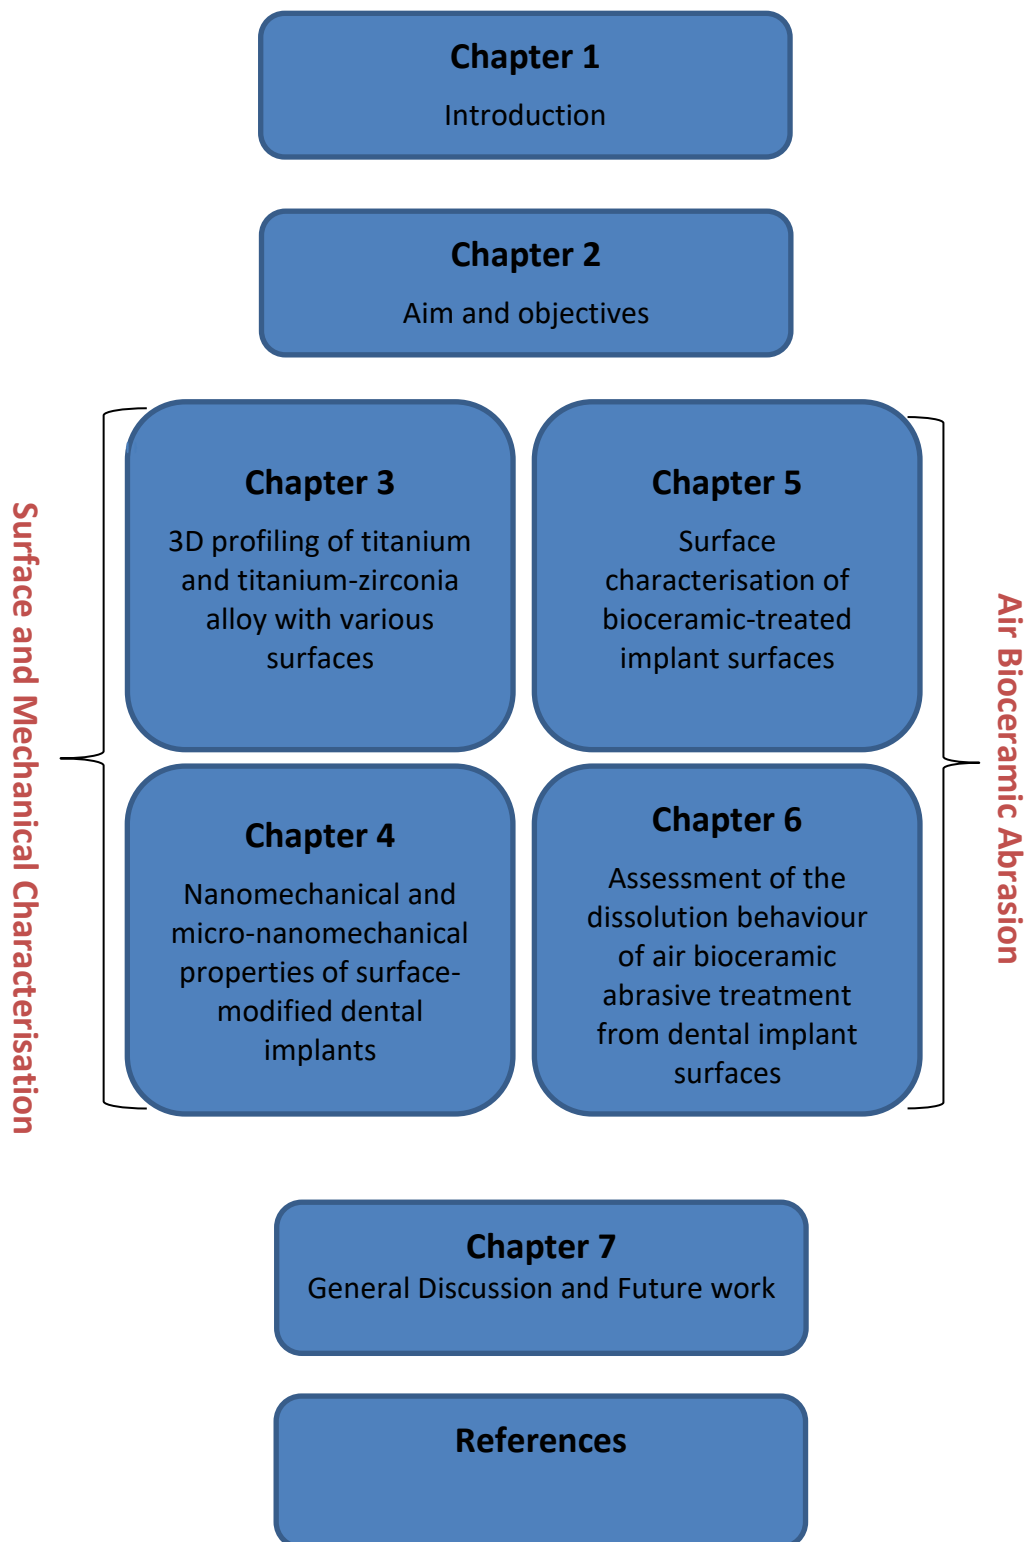 Chapter 1
Introduction
Chapter 2
Aim and objectives
Surface and Mechanical Characterisation
Chapter 3
3D profiling of titanium
and titanium-zirconia
alloy with various
surfaces
Chapter 4
Nanomechanical and
micro-nanomechanical
properties of surface-
modified dental
implants
Chapter 5
Surface
characterisation of
bioceramic-treated
implant surfaces
Chapter 6
Assessment of the
dissolution behaviour
of air bioceramic
abrasive treatment
from dental implant
surfaces
Air Bioceramic Abrasion
Chapter 7
General Discussion and Future work
References